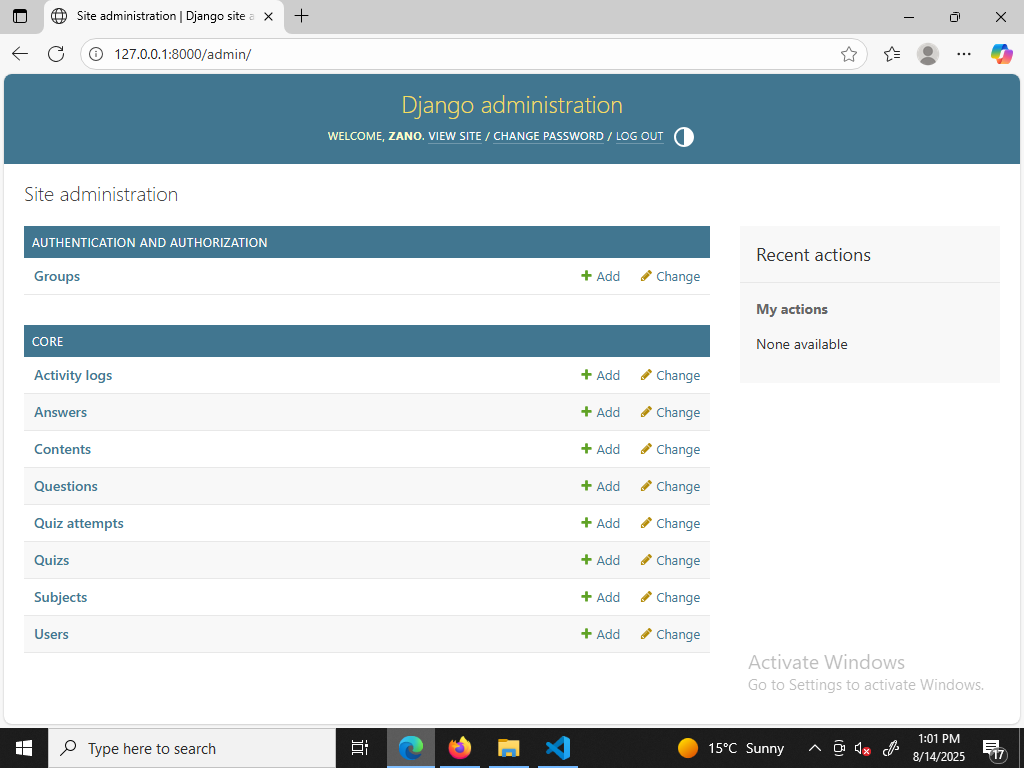 Site administration | Django site a
127.0.0.1:8000/admin/
Django administration
WELCOME, ZANO. VIEW SITE / CHANGE PASSWORD / LOG OUT
Site administration
AUTHENTICATION AND AUTHORIZATION
Groups Add Change
CORE
Activity logs Add Change
Answers Add Change
Contents Add Change
Questions Add Change
Quiz attempts Add Change
Quizs Add Change
Subjects Add Change
Users Add Change
Recent actions
My actions
None available
Activate Windows
Go to Settings to activate Windows.
Type here to search
15°C Sunny
1:01 PM
8/14/2025
17